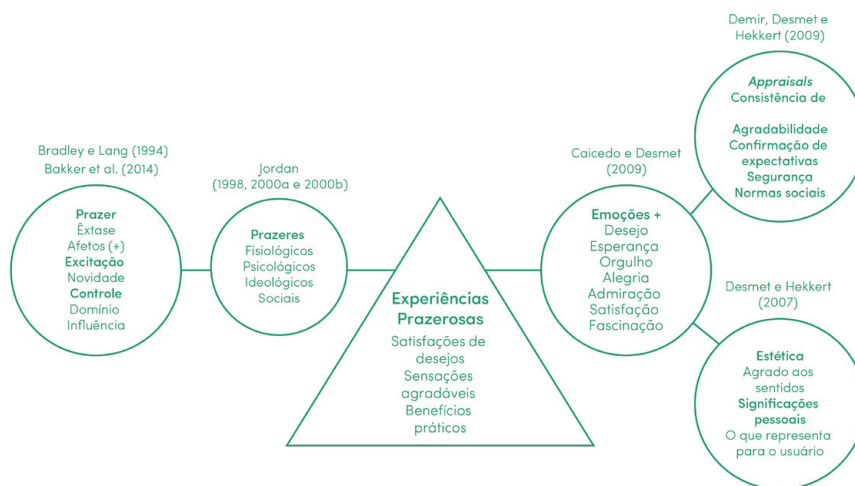 Bradley e Lang (1994)
Bakker et al. (2014)
Prazer
Êxtase
Afetos (+)
Excitação
Novidade
Controle
Domínio
Influência
Jordan
(1998, 2000a e 2000b)
Prazeres
Fisiológicos
Psicológicos
Ideológicos
Sociais
Experiências
Prazerosas
Satisfações de
desejos
Sensações
agradáveis
Benefícios
práticos
Caicedo e Desmet
(2009)
Emoções +
Desejo
Esperança
Orgulho
Alegria
Admiração
Satisfação
Fascinação
Demir, Desmet e
Hekkert (2009)
Appraisals
Consistência de
Agradabilidade
Confirmação de
expectativas
Segurança
Normas sociais
Desmet e Hekkert
(2007)
Estética
Agrado aos
sentidos
Significações
pessoais
O que representa
para o usuário